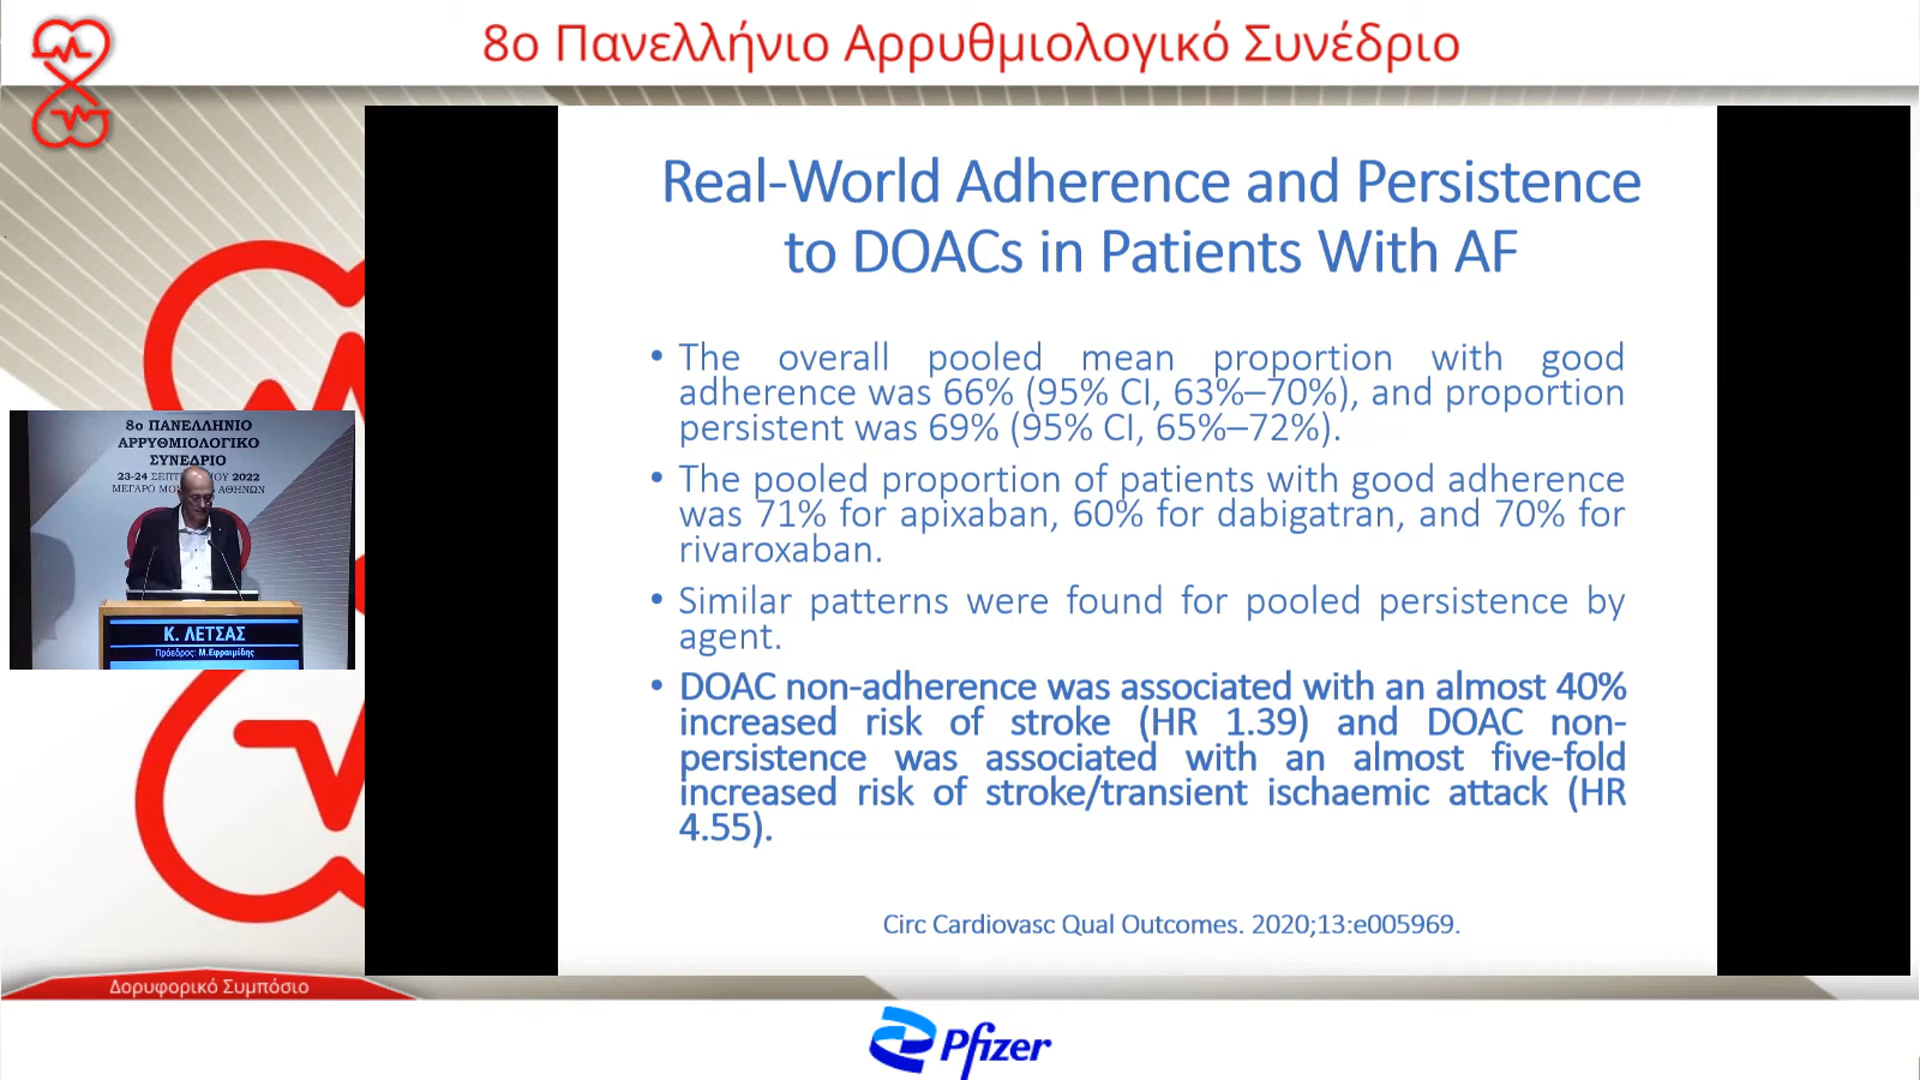 8ο Πανελλήνιο Αρρυθμιολογικό Συνέδριο
Real-World Adherence and Persistence
to DOACs in Patients With AF
• The overall pooled mean proportion with good
adherence was 66% (95% CI, 63%–70%), and proportion
persistent was 69% (95% CI, 65%–72%).
• The pooled proportion of patients with good adherence
was 71% for apixaban, 60% for dabigatran, and 70% for
rivaroxaban.
• Similar patterns were found for pooled persistence by
agent.
• DOAC non-adherence was associated with an almost 40%
increased risk of stroke (HR 1.39) and DOAC non-
persistence was associated with an almost five-fold
increased risk of stroke/transient ischaemic attack (HR
4.55).
Circ Cardiovasc Qual Outcomes. 2020;13:e005969.
8ο ΠΑΝΕΛΛΗΝΙΟ
ΑΡΡΥΘΜΙΟΛΟΓΙΚΟ
ΣΥΝΕΔΡΙΟ
23-24 2022
ΜΕΓΑΡΟ ΑΘΗΝΩΝ
Κ. ΛΕΤΣΑΣ
Πρόεδρος: Μ.Εφραιμίδης
Δορυφορικό Συμπόσιο
Pfizer